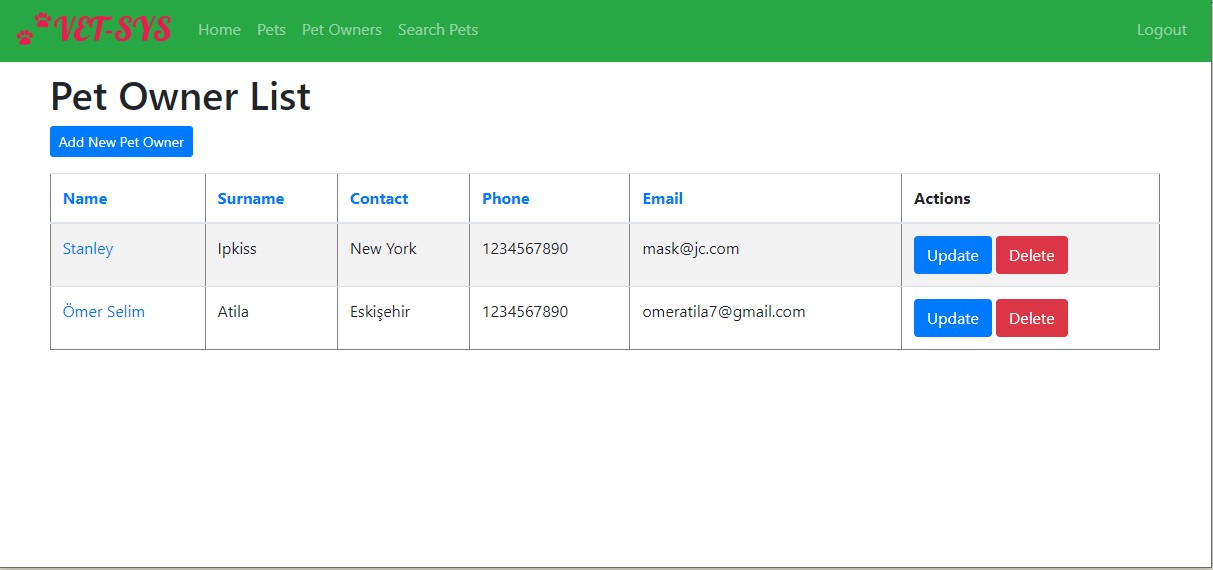 VET-SYS Home Pets Pet Owners Search Pets Logout
Pet Owner List
Add New Pet Owner
Name Surname Contact Phone Email Actions
Stanley Ipkiss New York 1234567890 mask@jc.com Update Delete
Ömer Selim Atila Eskişehir 1234567890 omeratila7@gmail.com Update Delete